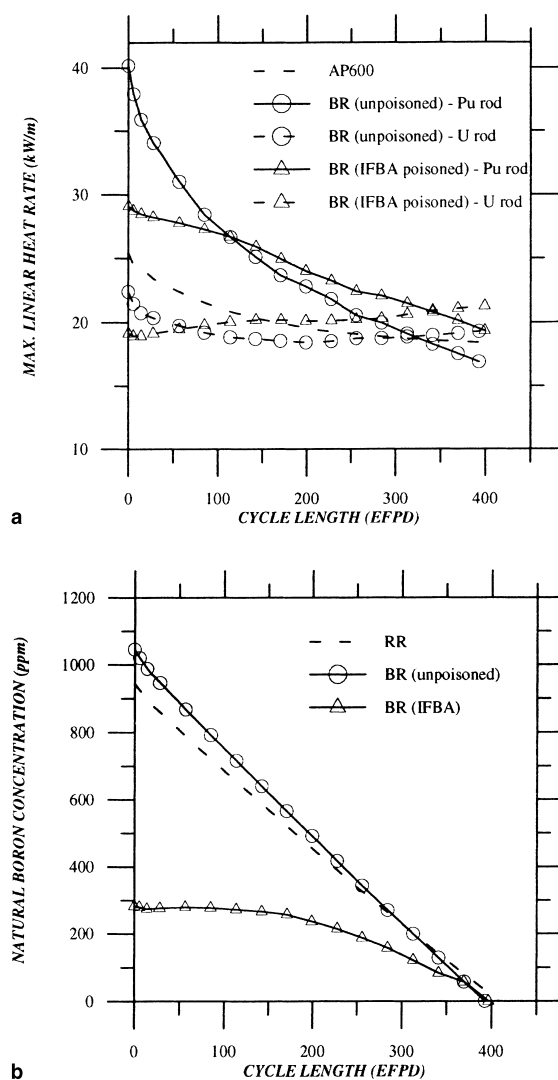 MAX. LINEAR HEAT RATE (kW/m)
40
30
20
10
AP600
BR (unpoisoned) - Pu rod
BR (unpoisoned) - U rod
BR (IFBA poisoned) - Pu rod
BR (IFBA poisoned) - U rod
0 100 200 300 400
CYCLE LENGTH (EFPD)
a
NATURAL BORON CONCENTRATION (ppm)
1200
1000
800
600
400
200
0
RR
BR (unpoisoned)
BR (IFBA)
0 100 200 300 400
CYCLE LENGTH (EFPD)
b